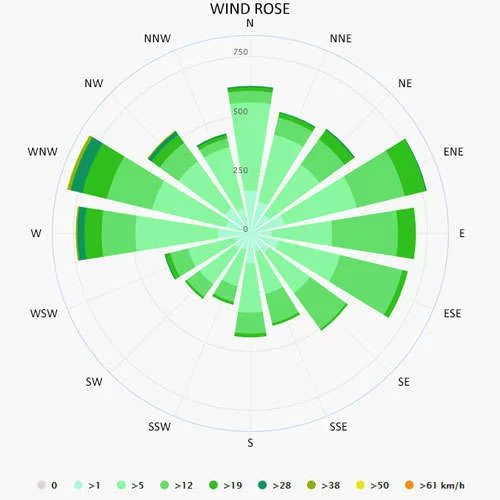 WIND ROSE
N
NNW
NNE
750
NW
NE
500
WNW
ENE
250
W
0
E
WSW
ESE
SW
SE
SSW
SSE
S
0 >1 >5 >12 >19 >28 >38 >50 >61 km/h